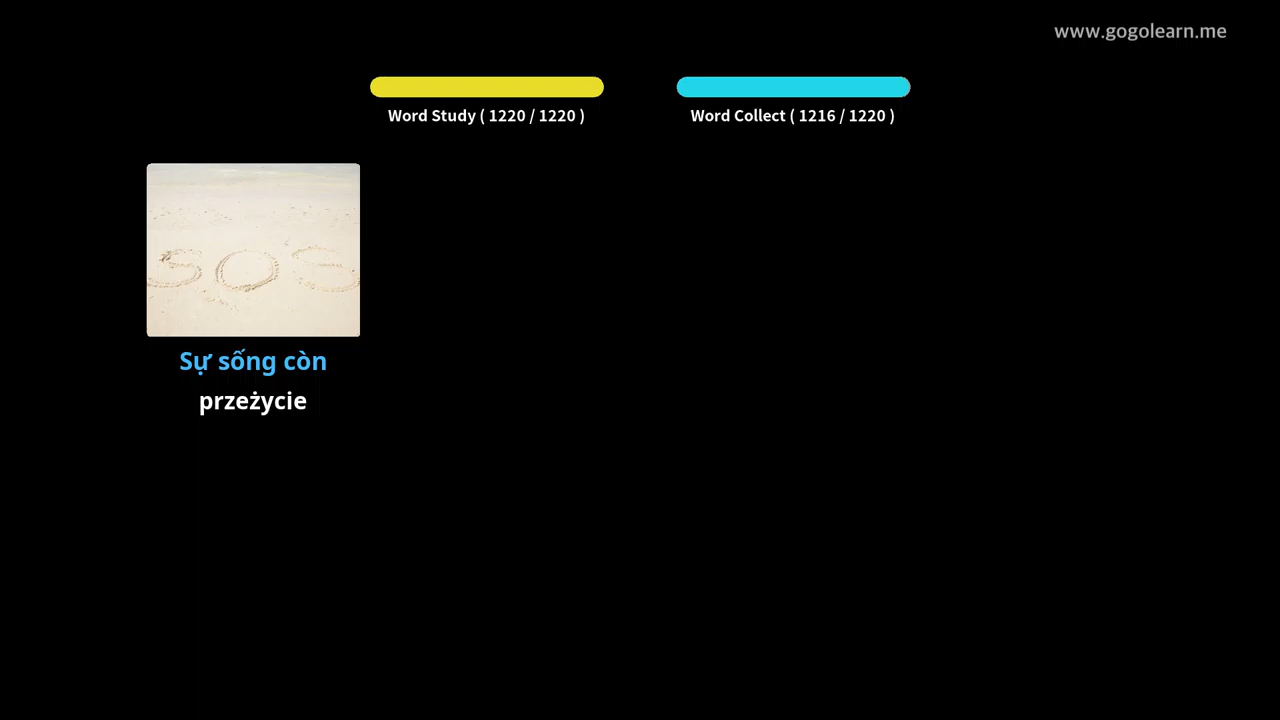 www.gogolearn.me
Word Study ( 1220 / 1220 )
Word Collect ( 1216 / 1220 )
SOS
Sự sống còn
przeżycie